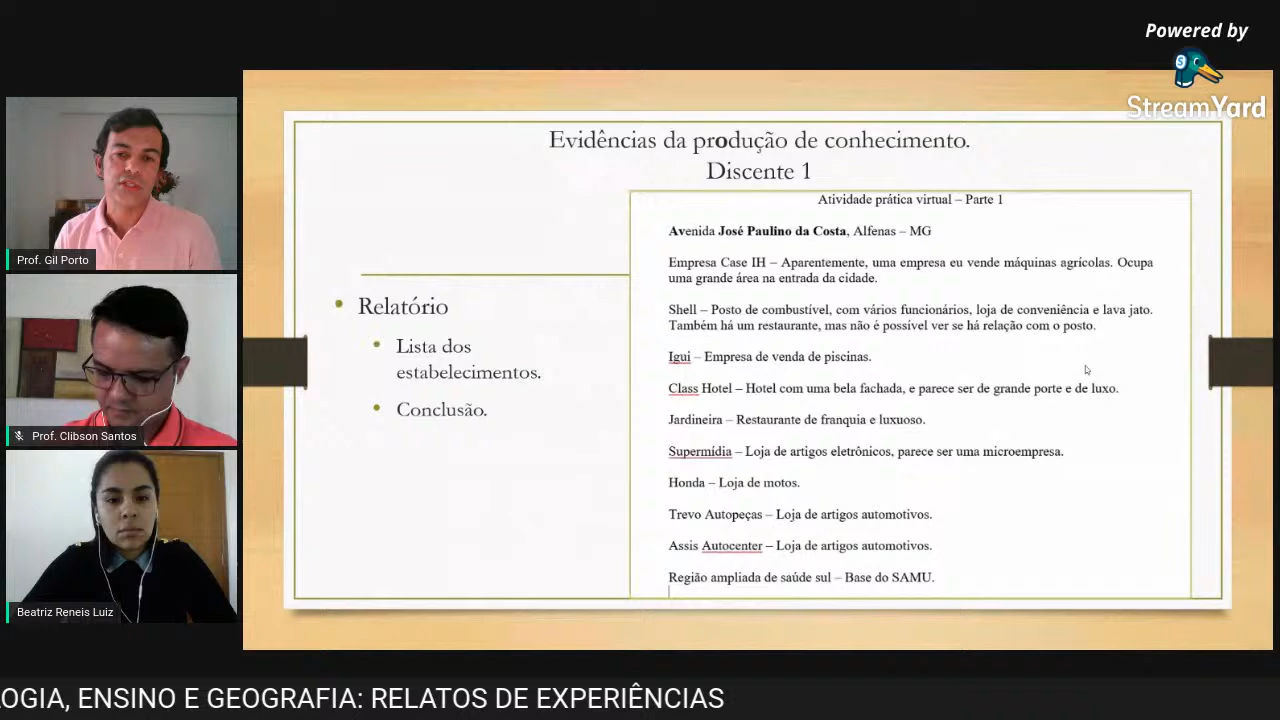 Powered by
StreamYard
Evidências da produção de conhecimento.
Discente 1
Atividade prática virtual – Parte 1
Avenida José Paulino da Costa, Alfenas – MG
Empresa Case IH – Aparentemente, uma empresa eu vende máquinas agrícolas. Ocupa
uma grande área na entrada da cidade.
Shell – Posto de combustível, com vários funcionários, loja de conveniência e lava jato.
Também há um restaurante, mas não é possível ver se há relação com o posto.
Igui – Empresa de venda de piscinas.
Class Hotel – Hotel com uma bela fachada, e parece ser de grande porte e de luxo.
Jardineira – Restaurante de franquia e luxuoso.
Supermídia – Loja de artigos eletrônicos, parece ser uma microempresa.
Honda – Loja de motos.
Trevo Autopeças – Loja de artigos automotivos.
Assis Autocenter – Loja de artigos automotivos.
Região ampliada de saúde sul – Base do SAMU.
Relatório
Lista dos
estabelecimentos.
Conclusão.
Prof. Gil Porto
Prof. Clibson Santos
Beatriz Reneis Luiz
LOGIA, ENSINO E GEOGRAFIA: RELATOS DE EXPERIÊNCIAS